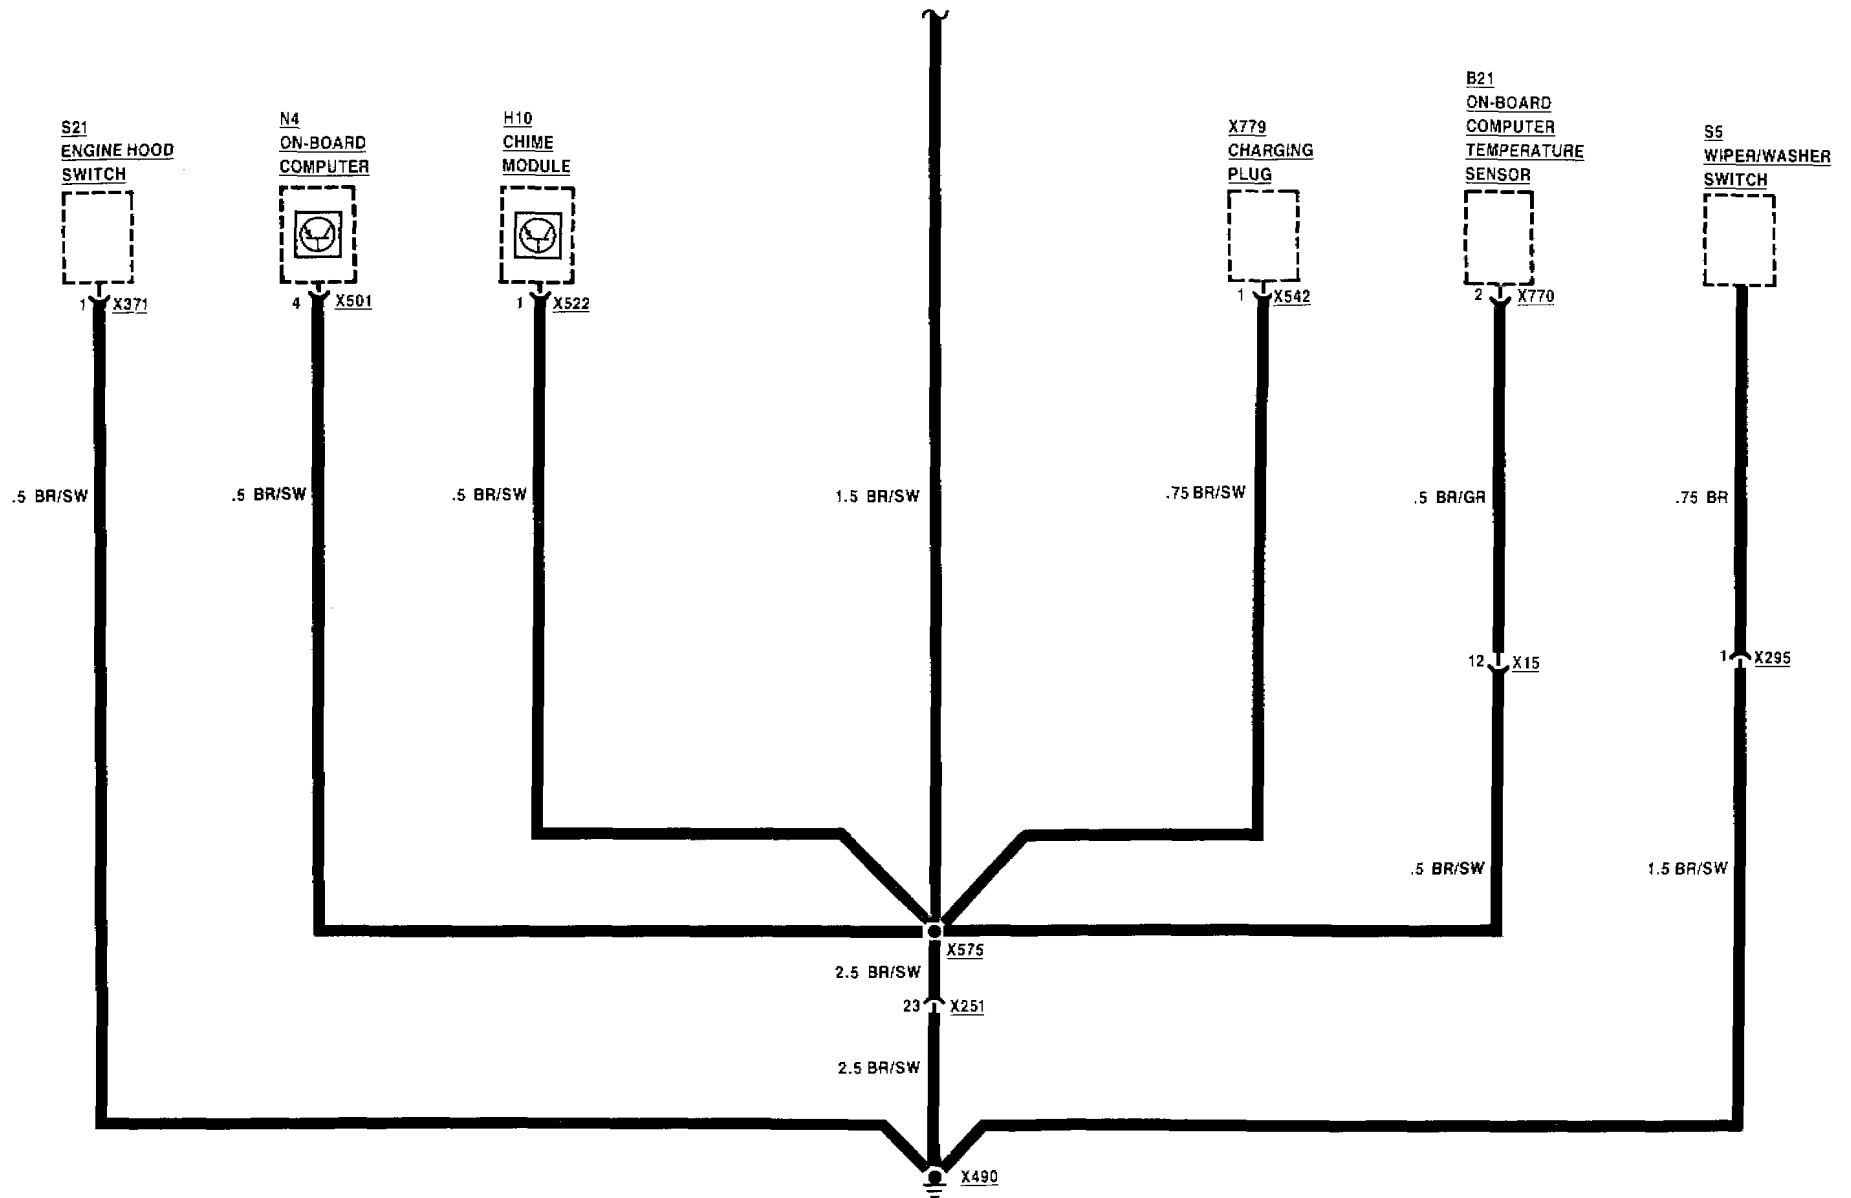 S21
ENGINE HOOD
SWITCH
N4
ON-BOARD
COMPUTER
H10
CHIME
MODULE
X779
CHARGING
PLUG
B21
ON-BOARD
COMPUTER
TEMPERATURE
SENSOR
S5
WIPER/WASHER
SWITCH
1 X371
4 X501
1 X522
1 X542
2 X770
.5 BR/SW
.5 BR/SW
.5 BR/SW
1.5 BR/SW
.75 BR/SW
.5 BR/GR
.75 BR
12 X15
1 X295
.5 BR/SW
1.5 BR/SW
X575
2.5 BR/SW
23 X251
2.5 BR/SW
X490